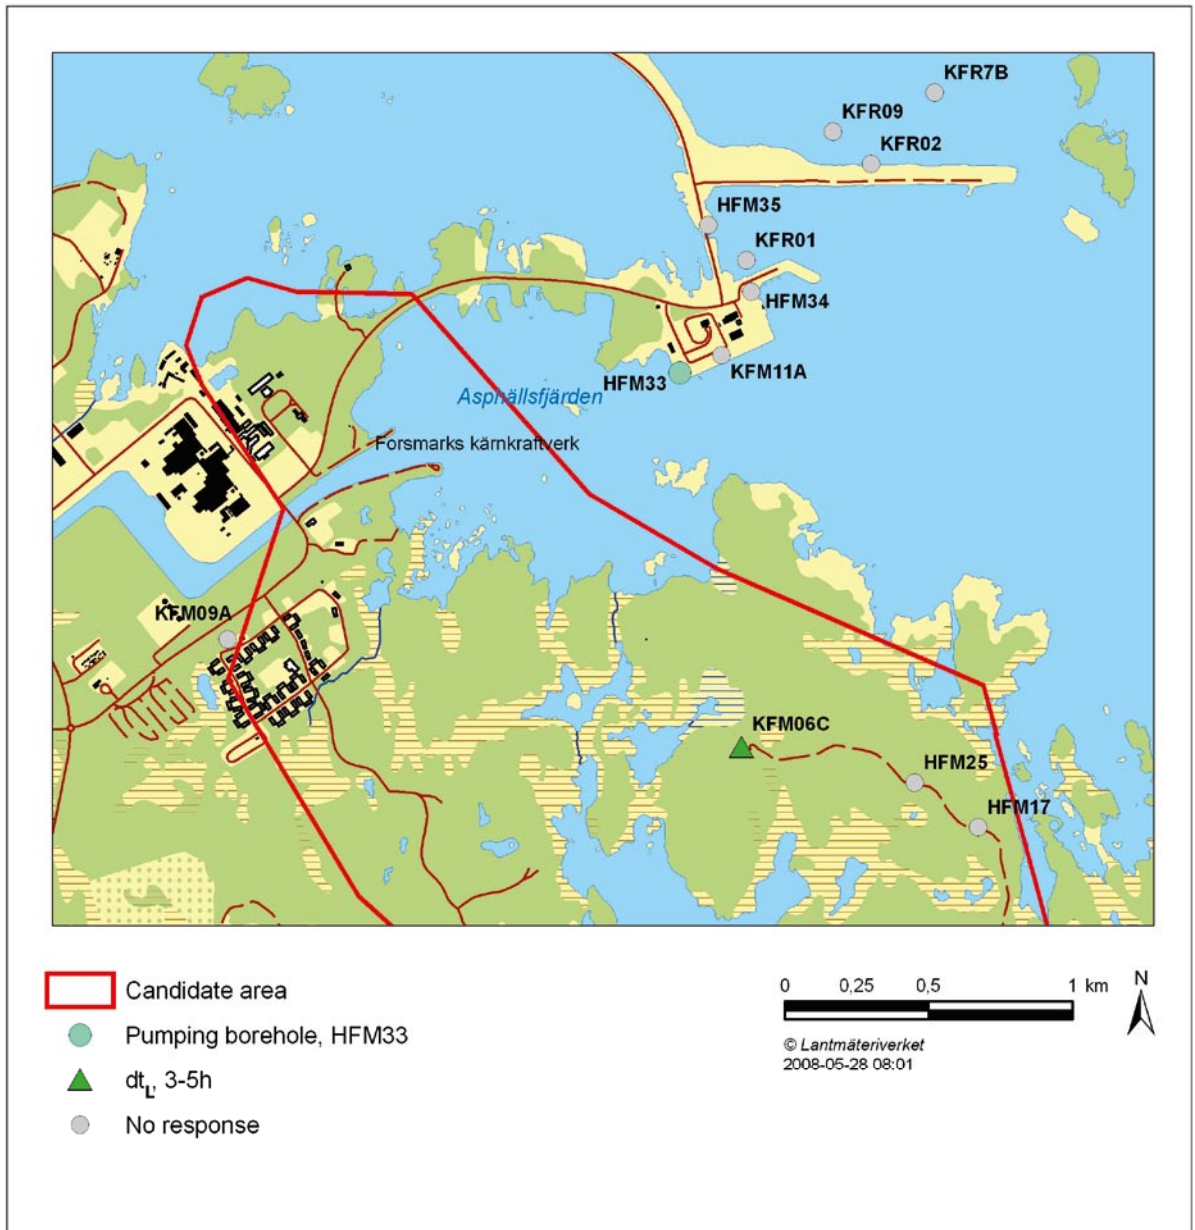 KFR7B
KFR09
KFR02
HFM35
KFR01
HFM34
HFM33
KFM11A
Asphällsfjärden
Forsmarks kärnkraftverk
KFM09A
KFM06C
HFM25
HFM17
Candidate area
Pumping borehole, HFM33
dtL, 3-5h
No response
0 0,25 0,5 1 km
N
© Lantmäteriverket
2008-05-28 08:01